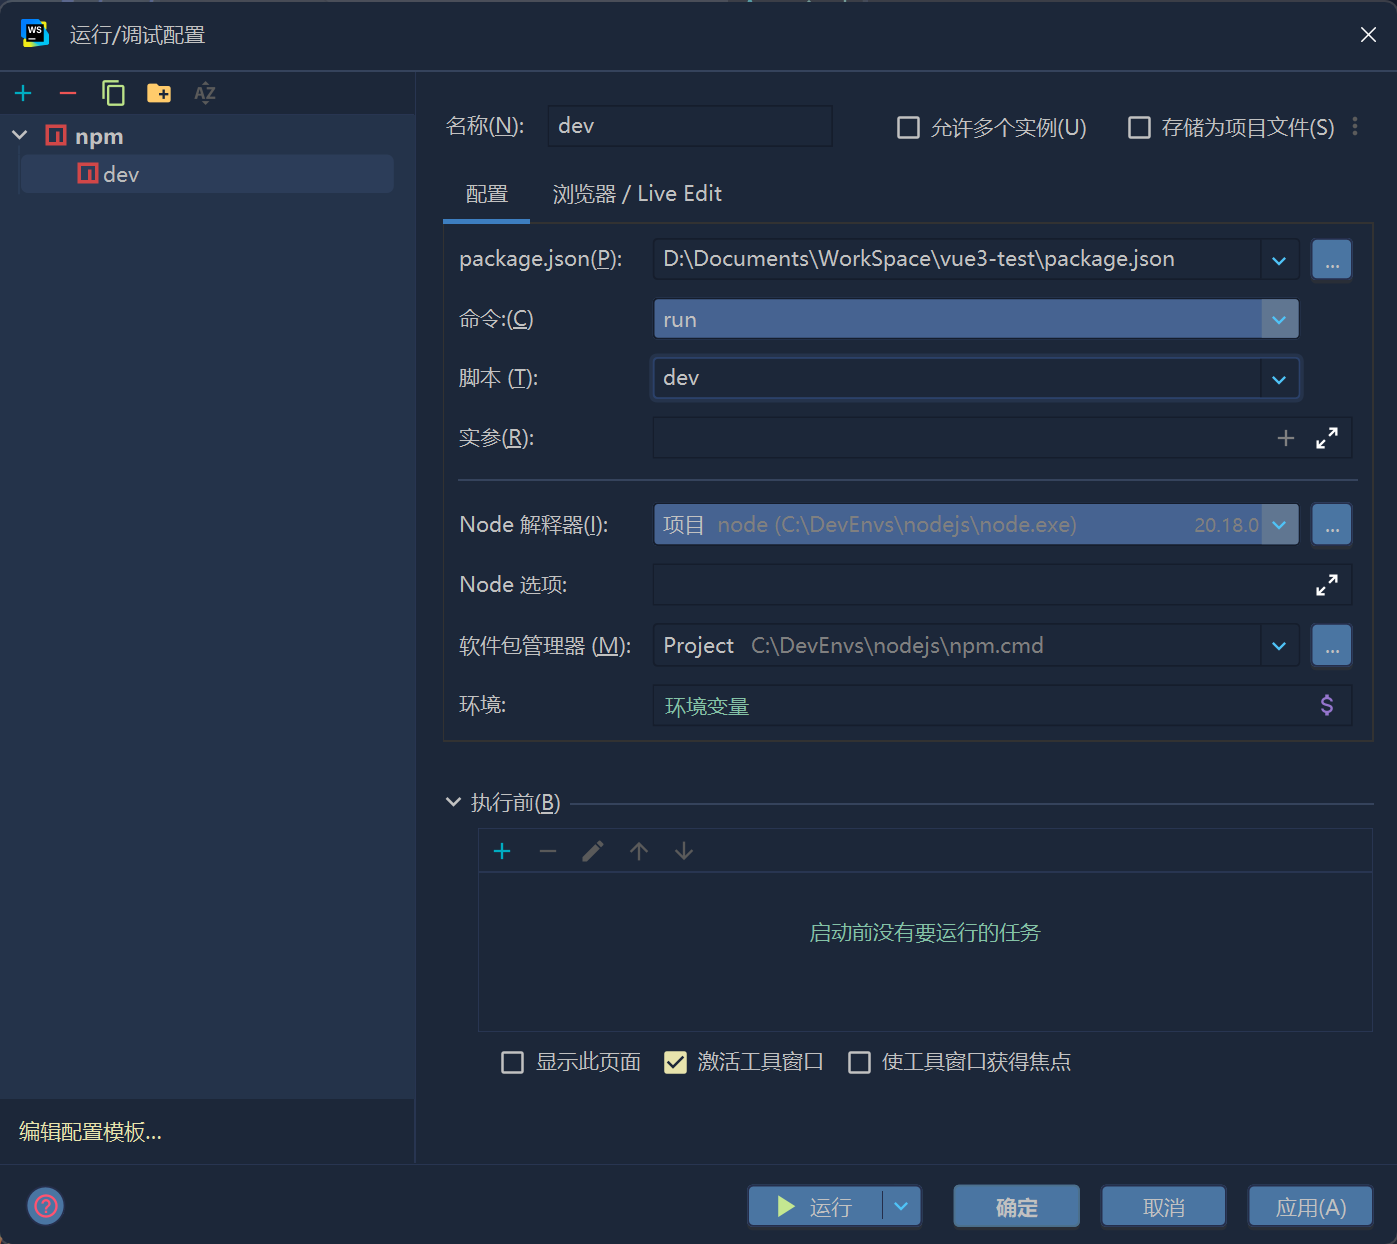 WS
运行/调试配置
AZ
npm
dev
名称(N):
dev
允许多个实例(U)
存储为项目文件(S)
配置
浏览器 / Live Edit
package.json(P):
D:\Documents\WorkSpace\vue3-test\package.json
...
命令:(C)
run
脚本 (T):
dev
实参(R):
Node 解释器(I):
项目 node (C:\DevEnvs\nodejs\node.exe) 20.18.0
...
Node 选项:
软件包管理器 (M):
Project C:\DevEnvs\nodejs\npm.cmd
...
环境:
环境变量
$
执行前(B)
启动前没有要运行的任务
显示此页面
激活工具窗口
使工具窗口获得焦点
编辑配置模板...
?
运行
确定
取消
应用(A)